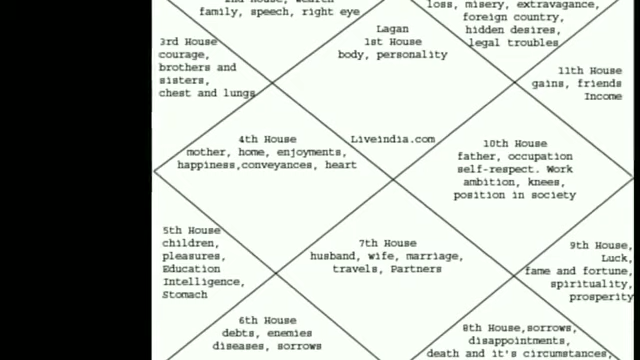 2nd House, wealth
family, speech, right eye
loss, misery, extravagance,
foreign country,
hidden desires,
legal troubles
Lagan
1st House
body, personality
3rd House
courage,
brothers and
sisters,
chest and lungs
11th House
gains, friends
Income
4th House
mother, home, enjoyments,
happiness,conveyances, heart
Liveindia.com
10th House
father, occupation
self-respect. Work
ambition, knees,
position in society
5th House
children,
pleasures,
Education
Intelligence,
Stomach
7th House
husband, wife, marriage,
travels, Partners
9th House,
Luck,
fame and fortune,
spirituality,
prosperity
6th House
debts, enemies
diseases, sorrows
8th House,sorrows,
disappointments,
death and it's circumstances,